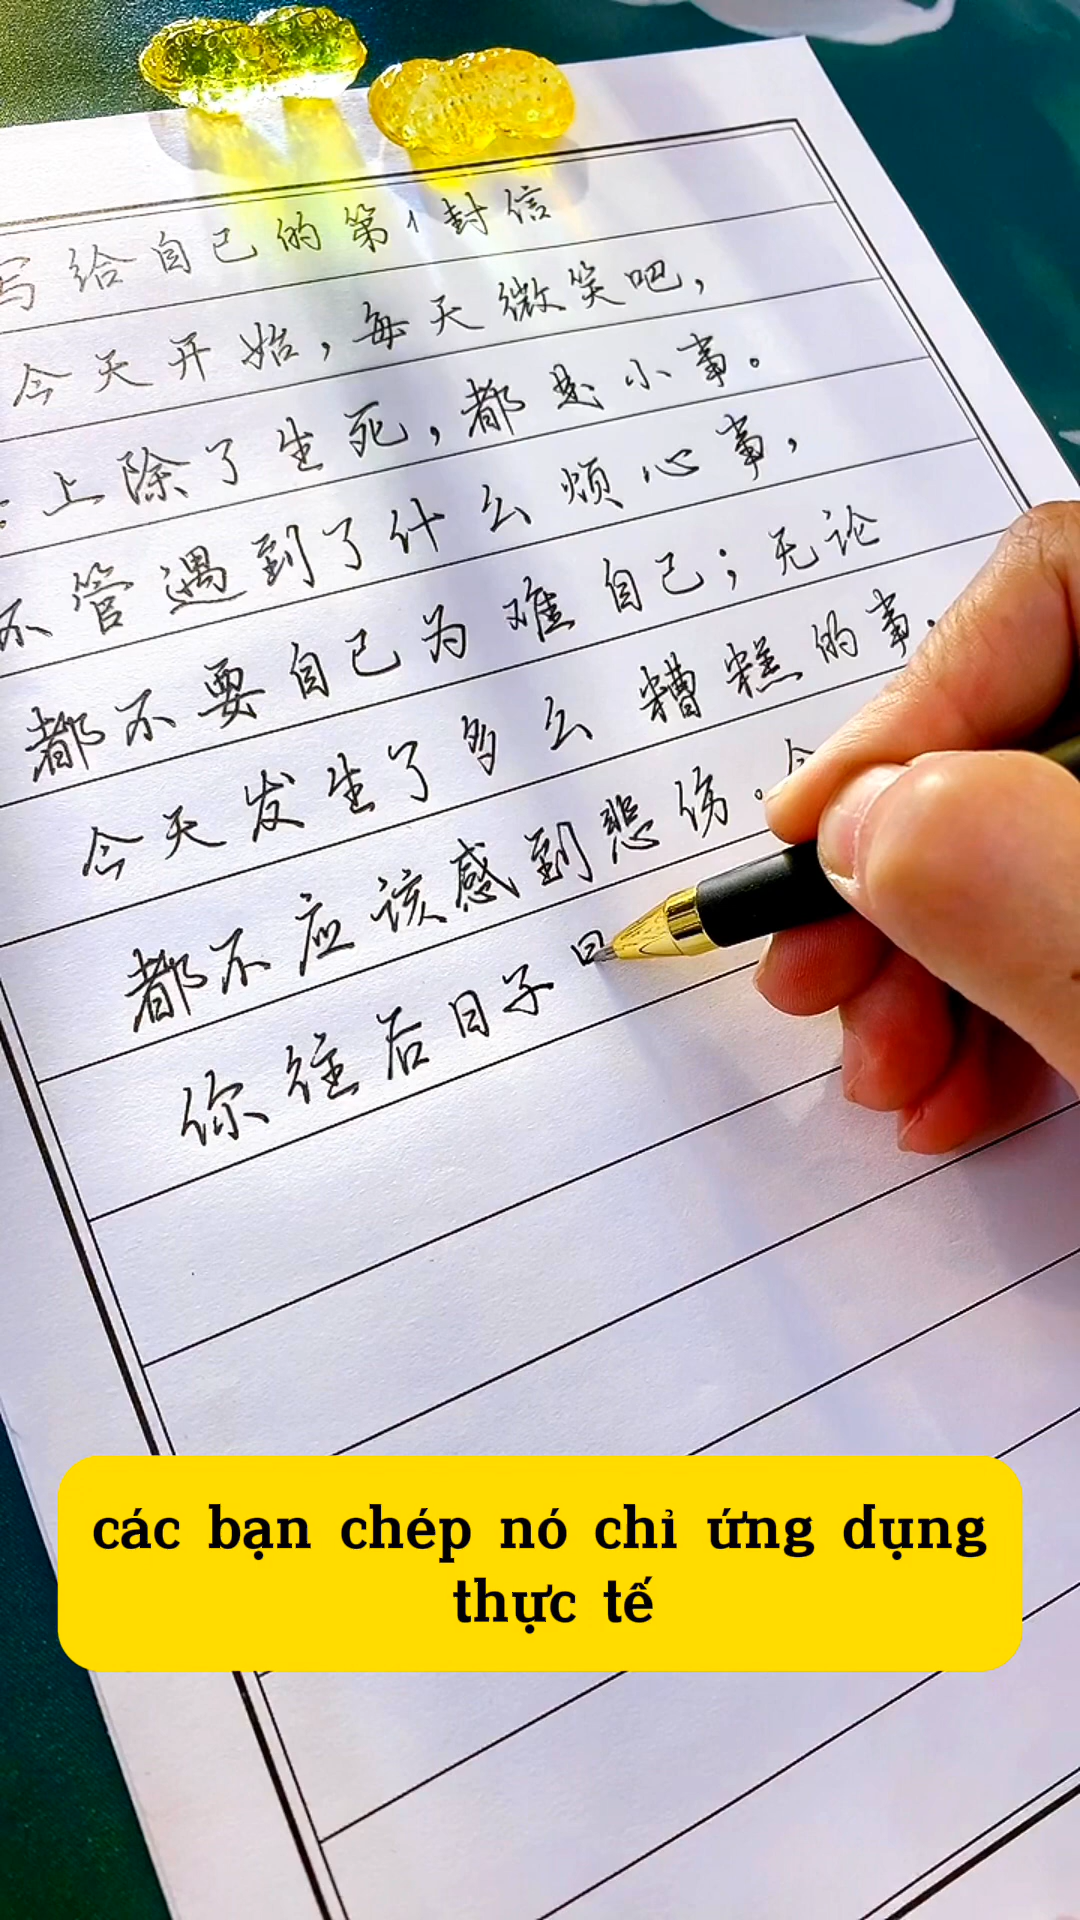 写给自己的第1封信
今天开始，每天微笑吧，
上除了生死，都是小事。
不管遇到了什么烦心事，
都不要自己为难自己；无论
今天发生了多么糟糕的事.
都不应该感到悲伤。今
你往后日子
các bạn chép nó chỉ ứng dụng
thực tế